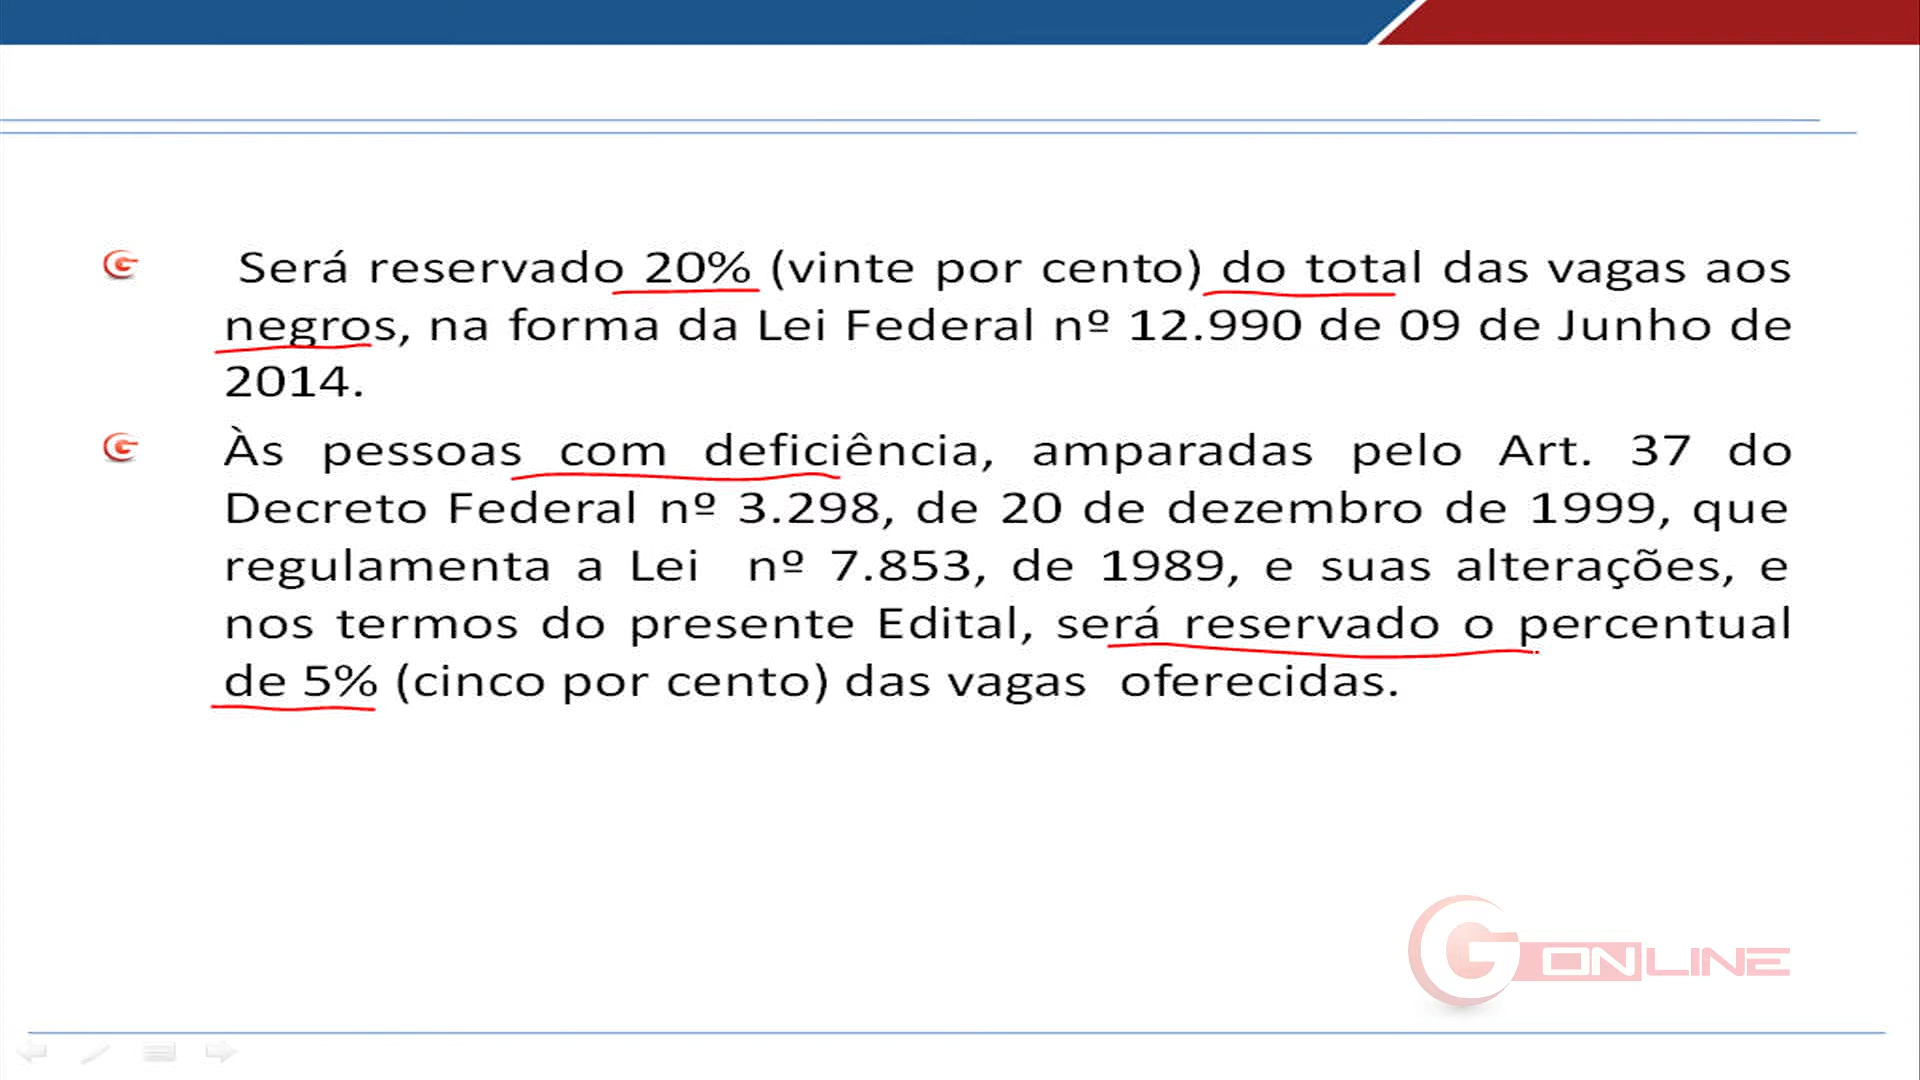 Será reservado 20% (vinte por cento) do total das vagas aos
negros, na forma da Lei Federal nº 12.990 de 09 de Junho de
2014.
Às pessoas com deficiência, amparadas pelo Art. 37 do
Decreto Federal nº 3.298, de 20 de dezembro de 1999, que
regulamenta a Lei nº 7.853, de 1989, e suas alterações, e
nos termos do presente Edital, será reservado o percentual
de 5% (cinco por cento) das vagas oferecidas.
G ONLINE